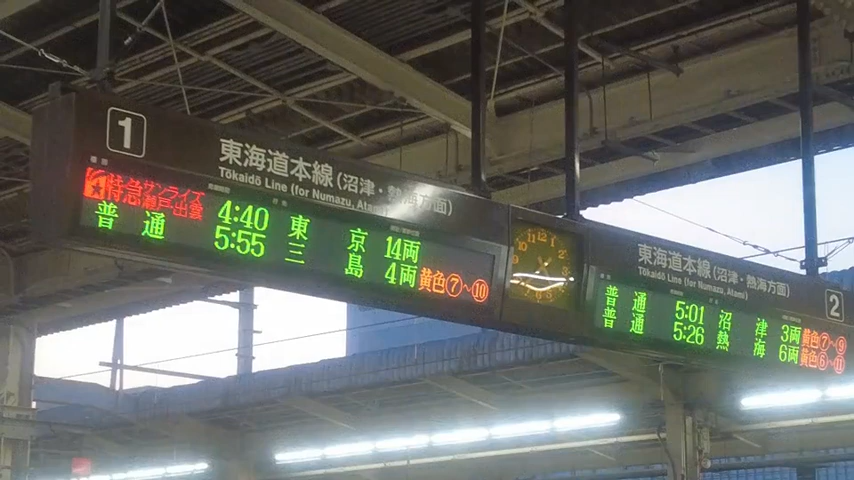 1
東海道本線(沼津・熱海方面)
Tōkaidō Line (for Numazu, Atami)
特急 サンライズ瀬戸出雲 4:40 東京 14両
普通 5:55 三島 4両 黄色⑦~⑩
東海道本線(沼津・熱海方面)
Tōkaidō Line (for Numazu, Atami)
2
普通 5:01 沼津 3両 黄色⑦~⑨
普通 5:26 熱海 6両 黄色⑥~⑪